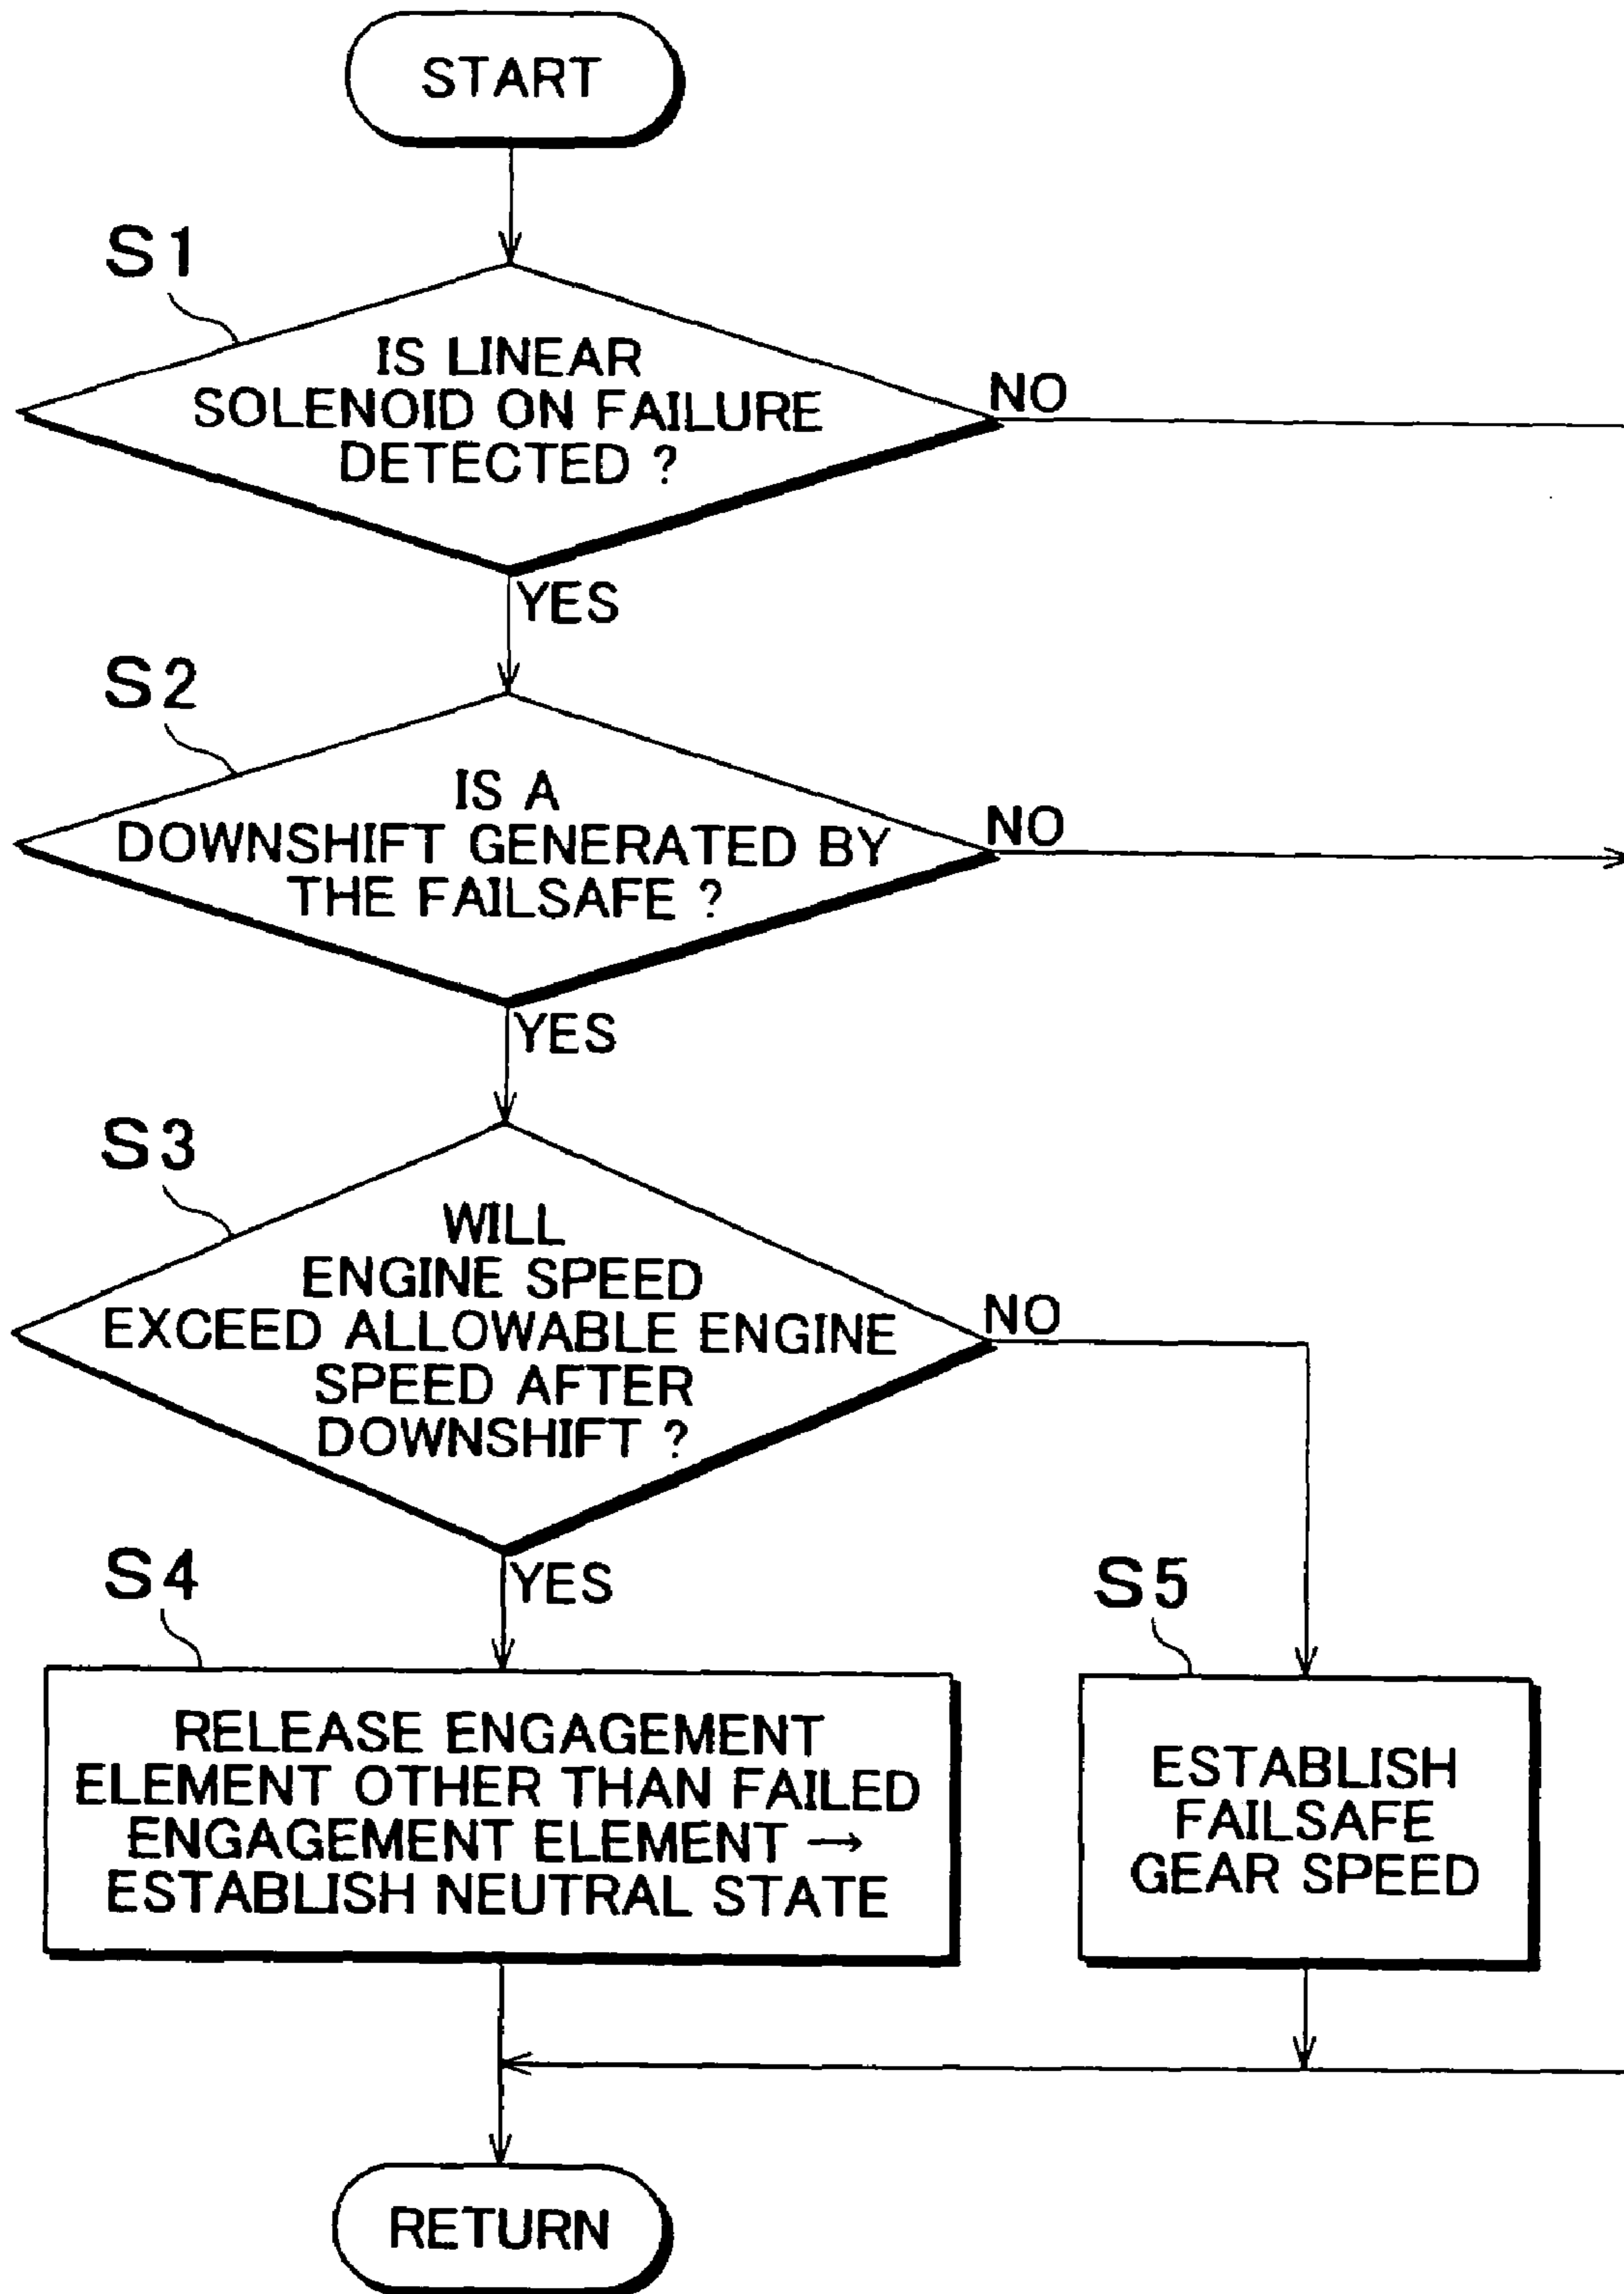 START
S1
IS LINEAR
SOLENOID ON FAILURE
DETECTED ?
NO
YES
S2
IS A
DOWNSHIFT GENERATED BY
THE FAILSAFE ?
NO
YES
S3
WILL
ENGINE SPEED
EXCEED ALLOWABLE ENGINE
SPEED AFTER
DOWNSHIFT ?
NO
YES
S4
RELEASE ENGAGEMENT
ELEMENT OTHER THAN FAILED
ENGAGEMENT ELEMENT →
ESTABLISH NEUTRAL STATE
S5
ESTABLISH
FAILSAFE
GEAR SPEED
RETURN